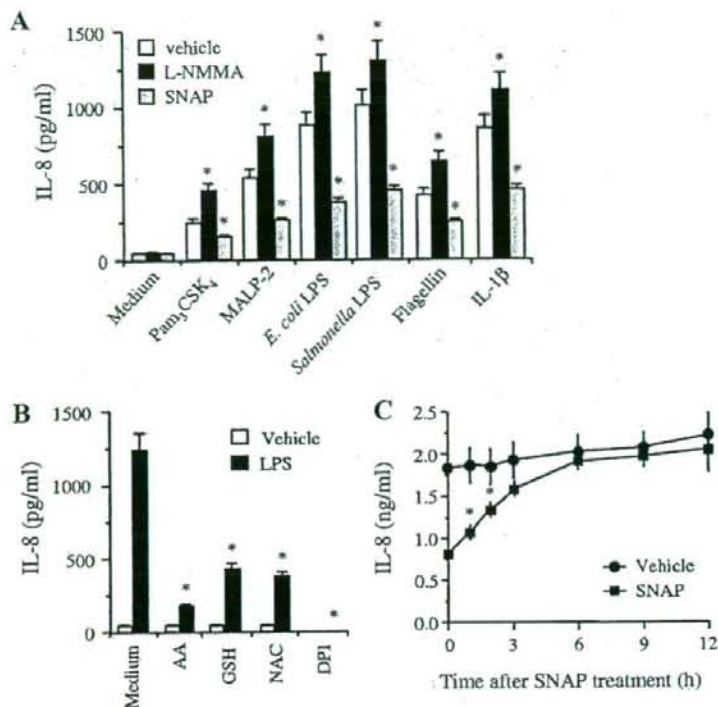 A
1500
1000
500
0
IL-8 (pg/ml)
vehicle
L-NMMA
SNAP
* * * * * * * * * * * *
Medium
Pam₃CSK₄
MALP-2
E. coli LPS
Salmonella LPS
Flagellin
IL-1β
B
1500
1000
500
0
IL-8 (pg/ml)
Vehicle
LPS
* * * *
Medium
AA
GSH
NAC
DPI
C
2.5
2.0
1.5
1.0
0.5
0.0
IL-8 (ng/ml)
* *
Vehicle
SNAP
0 3 6 9 12
Time after SNAP treatment (h)